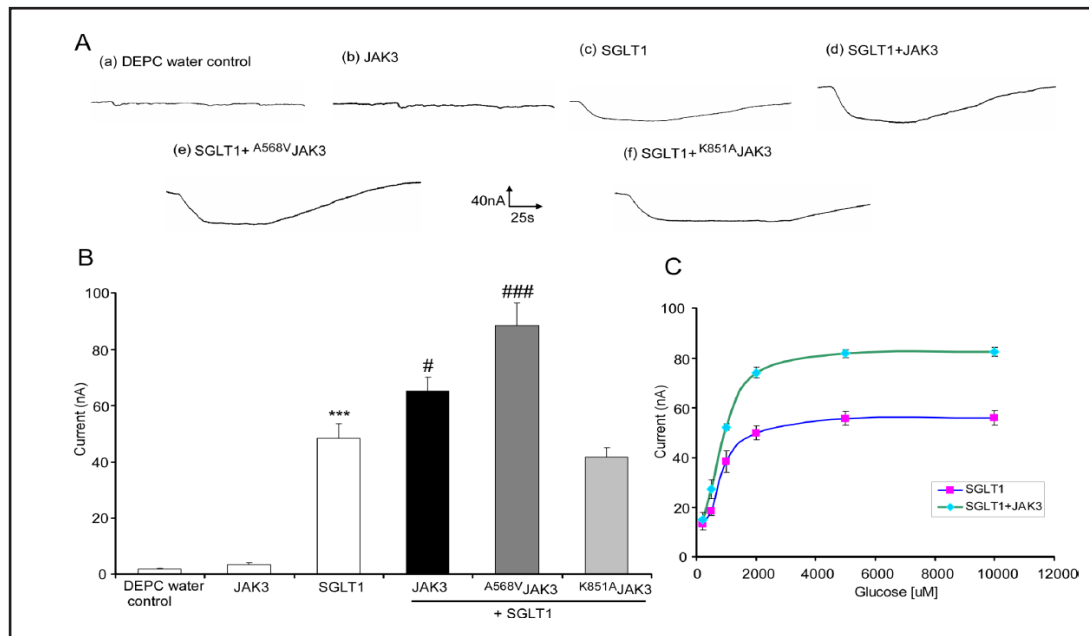 A
(a) DEPC water control
(b) JAK3
(c) SGLT1
(d) SGLT1+JAK3
(e) SGLT1+ A568VJAK3
(f) SGLT1+K851AJAK3
40nA
25s
B
Current (nA)
100
80
60
40
20
0
***
#
###
DEPC water
control
JAK3
SGLT1
JAK3
A568VJAK3
K851AJAK3
+ SGLT1
C
Current (nA)
100
80
60
40
20
0
0
2000
4000
6000
8000
10000
12000
Glucose [uM]
SGLT1
SGLT1+JAK3